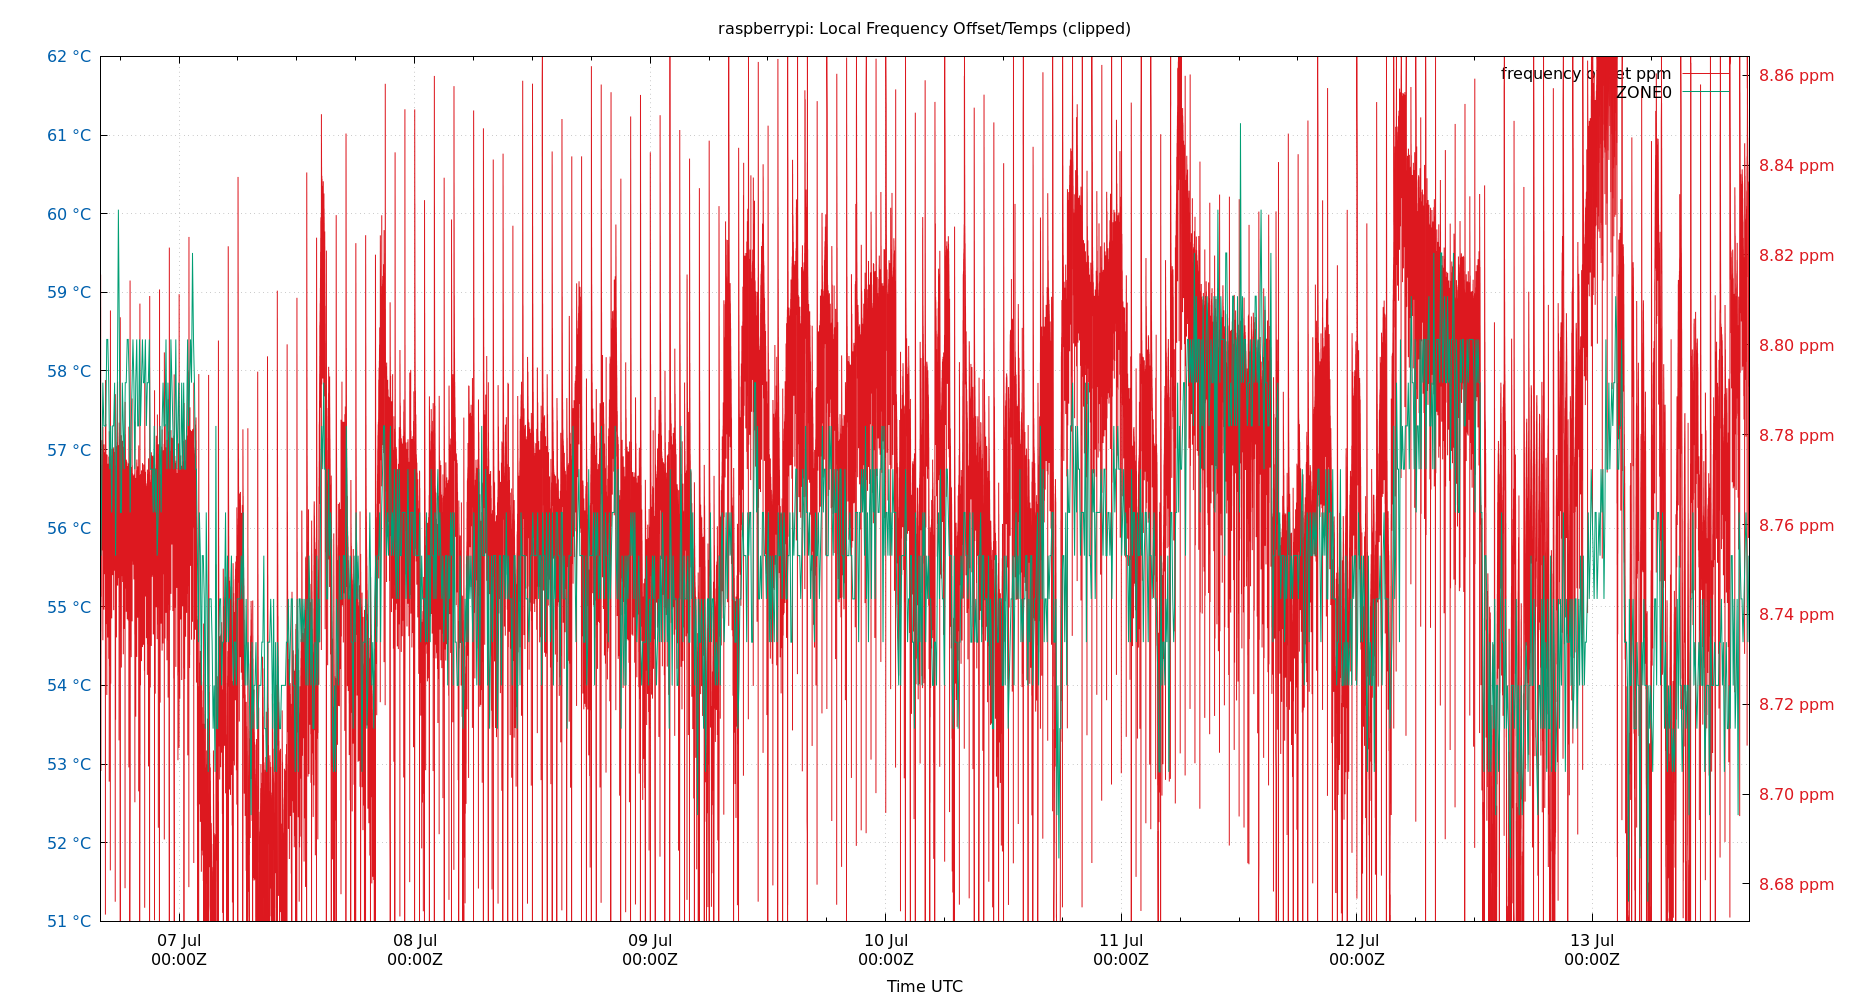 raspberrypi: Local Frequency Offset/Temps (clipped)
62 °C
61 °C
60 °C
59 °C
58 °C
57 °C
56 °C
55 °C
54 °C
53 °C
52 °C
51 °C
frequency offset ppm
ZONE0
8.86 ppm
8.84 ppm
8.82 ppm
8.80 ppm
8.78 ppm
8.76 ppm
8.74 ppm
8.72 ppm
8.70 ppm
8.68 ppm
07 Jul
00:00Z
08 Jul
00:00Z
09 Jul
00:00Z
10 Jul
00:00Z
11 Jul
00:00Z
12 Jul
00:00Z
13 Jul
00:00Z
Time UTC